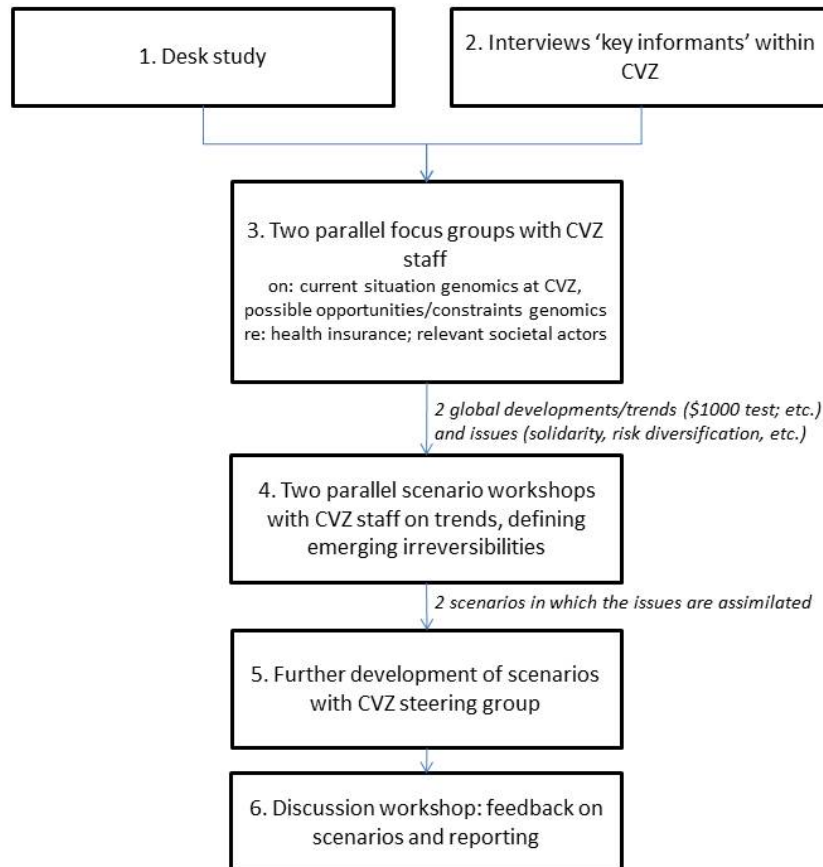 1. Desk study
2. Interviews ‘key informants’ within
CVZ
3. Two parallel focus groups with CVZ
staff
on: current situation genomics at CVZ,
possible opportunities/constraints genomics
re: health insurance; relevant societal actors
2 global developments/trends ($1000 test; etc.)
and issues (solidarity, risk diversification, etc.)
4. Two parallel scenario workshops
with CVZ staff on trends, defining
emerging irreversibilities
2 scenarios in which the issues are assimilated
5. Further development of scenarios
with CVZ steering group
6. Discussion workshop: feedback on
scenarios and reporting